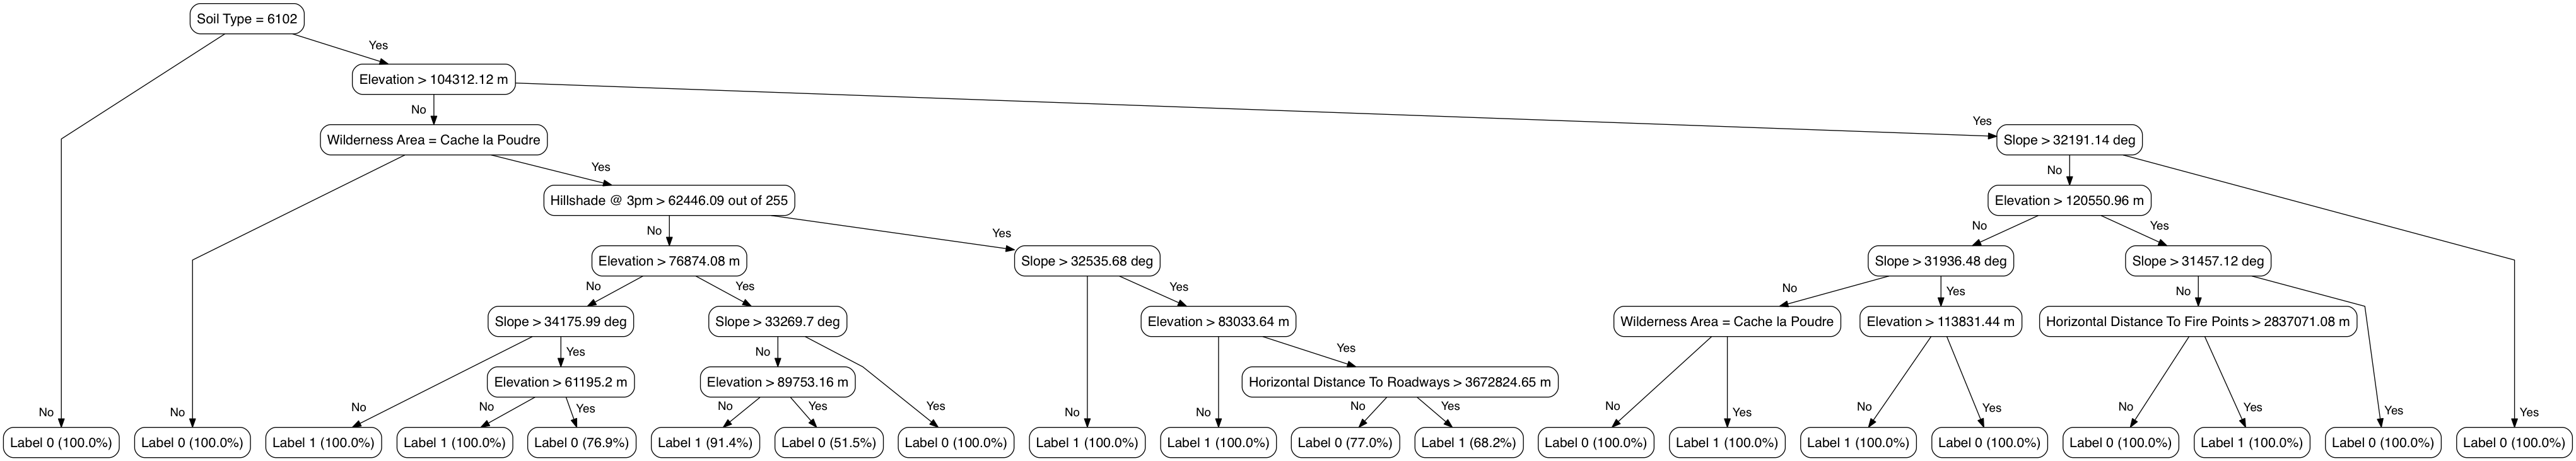 Soil Type = 6102
Yes
Elevation > 104312.12 m
No
Yes
Wilderness Area = Cache la Poudre
Slope > 32191.14 deg
Yes
No
Hillshade @ 3pm > 62446.09 out of 255
Elevation > 120550.96 m
No
Yes
No
Yes
Elevation > 76874.08 m
Slope > 32535.68 deg
Slope > 31936.48 deg
Slope > 31457.12 deg
No
Yes
Yes
No
Yes
No
Slope > 34175.99 deg
Slope > 33269.7 deg
Elevation > 83033.64 m
Wilderness Area = Cache la Poudre
Elevation > 113831.44 m
Horizontal Distance To Fire Points > 2837071.08 m
Yes
No
Yes
Elevation > 61195.2 m
Elevation > 89753.16 m
Horizontal Distance To Roadways > 3672824.65 m
No
No
No
No
Yes
No
Yes
Yes
No
No
No
Yes
No
Yes
No
Yes
No
Yes
Yes
Yes
Label 0 (100.0%)
Label 0 (100.0%)
Label 1 (100.0%)
Label 1 (100.0%)
Label 0 (76.9%)
Label 1 (91.4%)
Label 0 (51.5%)
Label 0 (100.0%)
Label 1 (100.0%)
Label 1 (100.0%)
Label 0 (77.0%)
Label 1 (68.2%)
Label 0 (100.0%)
Label 1 (100.0%)
Label 1 (100.0%)
Label 0 (100.0%)
Label 0 (100.0%)
Label 1 (100.0%)
Label 0 (100.0%)
Label 0 (100.0%)